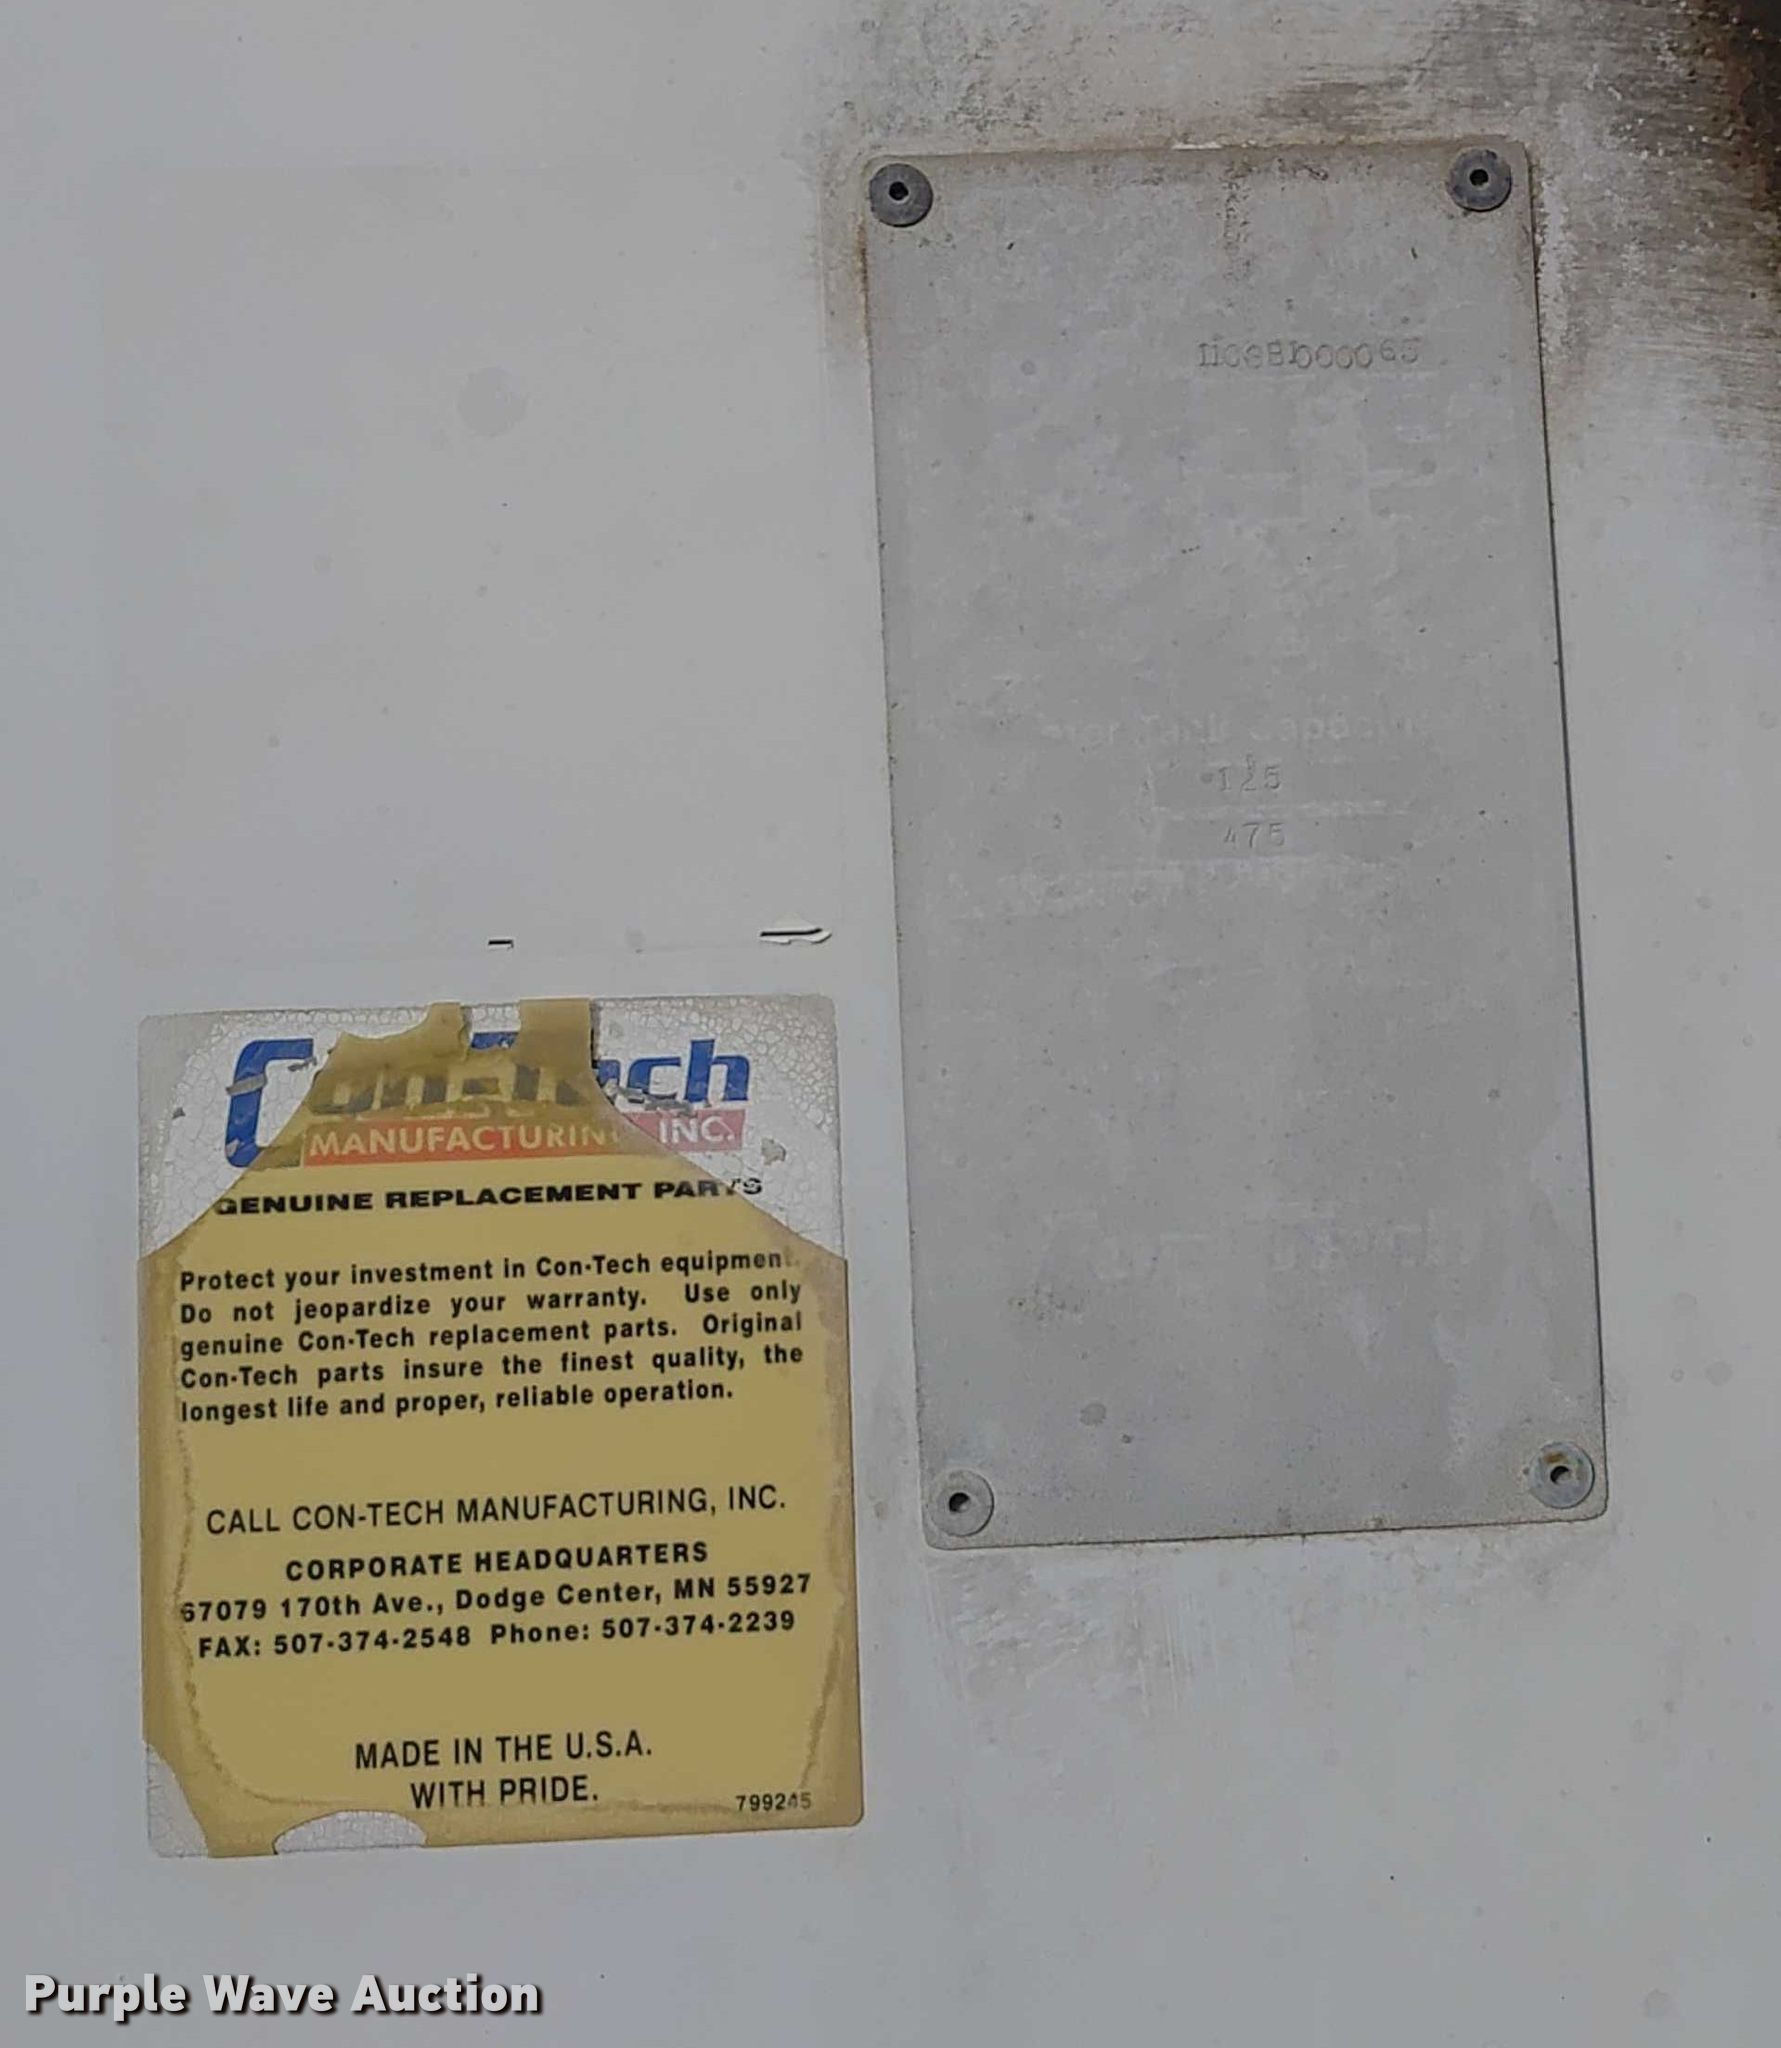 Con-Tech
MANUFACTURING, INC.
GENUINE REPLACEMENT PARTS
Protect your investment in Con-Tech equipment.
Do not jeopardize your warranty. Use only
genuine Con-Tech replacement parts. Original
Con-Tech parts insure the finest quality, the
longest life and proper, reliable operation.
CALL CON-TECH MANUFACTURING, INC.
CORPORATE HEADQUARTERS
67079 170th Ave., Dodge Center, MN 55927
FAX: 507-374-2548 Phone: 507-374-2239
MADE IN THE U.S.A.
WITH PRIDE.
799245
125
475
Purple Wave Auction